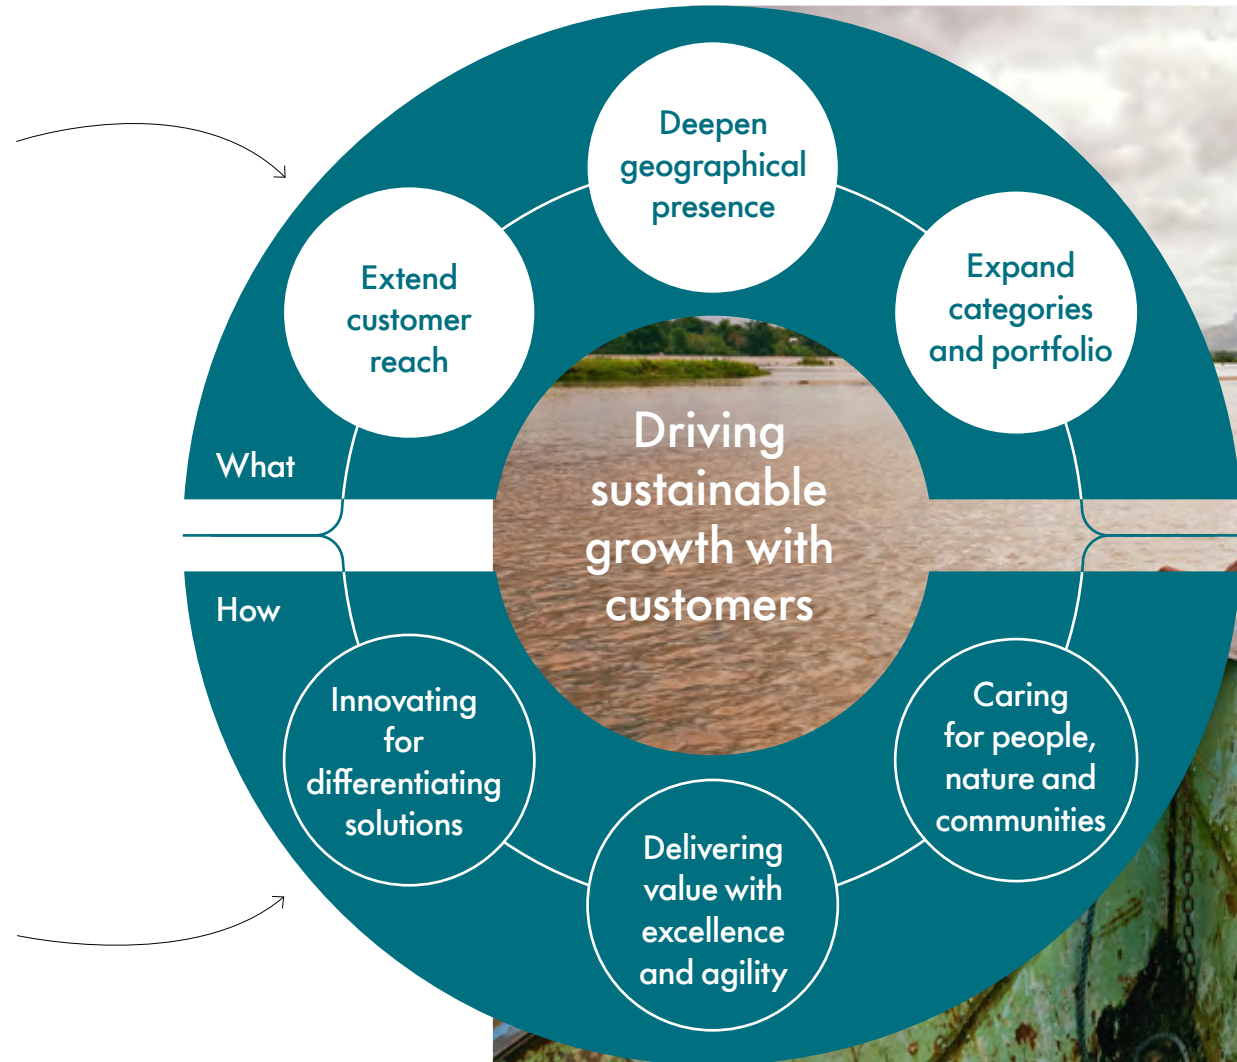 Deepen
geographical
presence
Extend
customer
reach
Expand
categories
and portfolio
What
Driving
sustainable
growth with
customers
How
Innovating
for
differentiating
solutions
Delivering
value with
excellence
and agility
Caring
for people,
nature and
communities